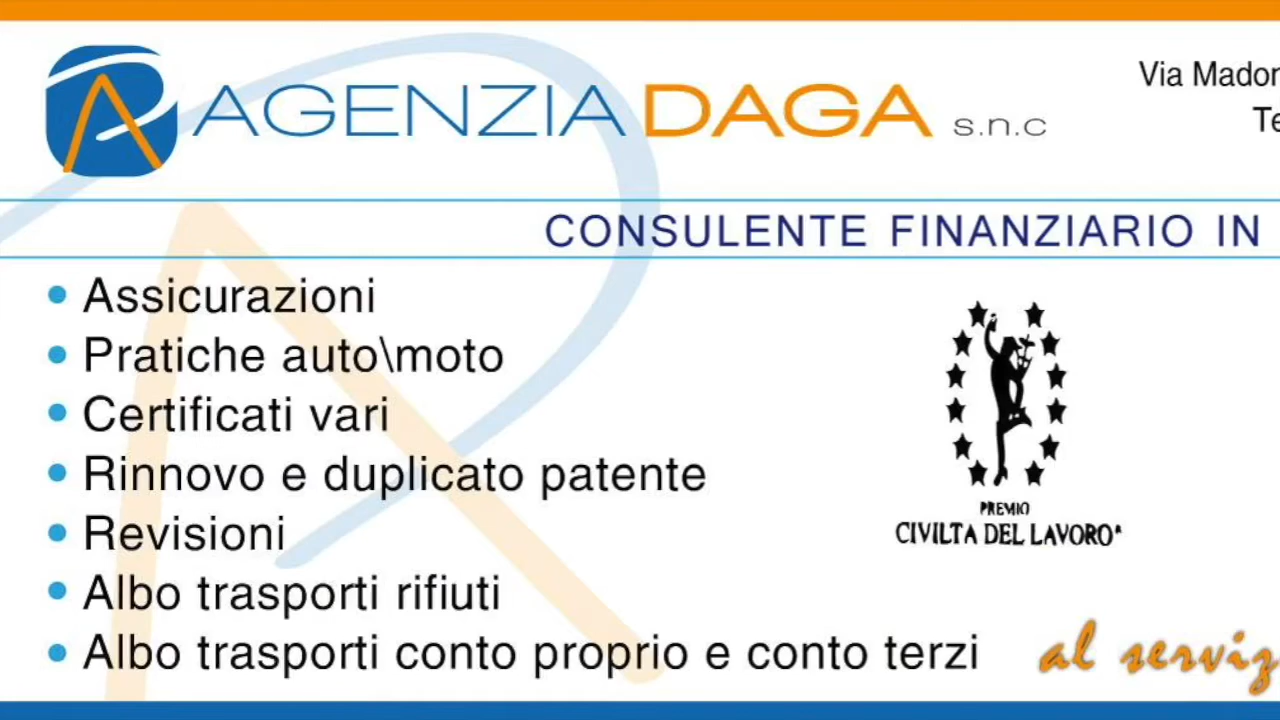 AGENZIA DAGA s.n.c
Via Mador
Te
CONSULENTE FINANZIARIO IN
• Assicurazioni
• Pratiche auto\moto
• Certificati vari
• Rinnovo e duplicato patente
• Revisioni
• Albo trasporti rifiuti
• Albo trasporti conto proprio e conto terzi
PREMIO
CIVILTA DEL LAVORO
al serviz